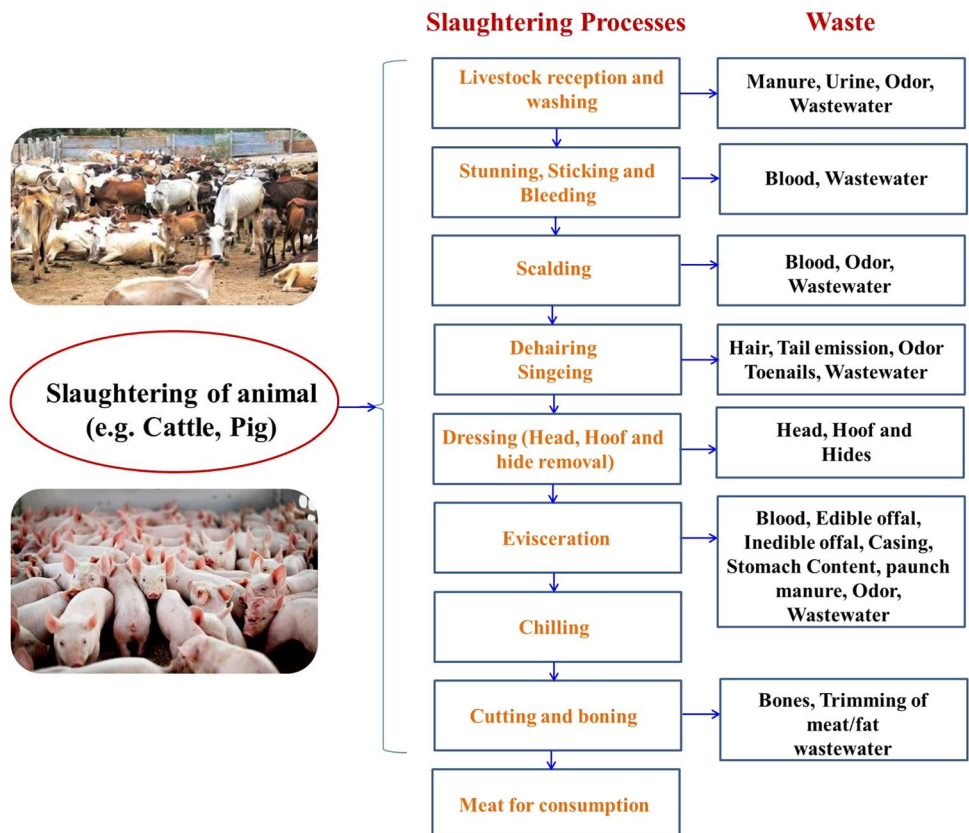 Slaughtering Processes
Waste
Livestock reception and
washing
Manure, Urine, Odor,
Wastewater
Stunning, Sticking and
Bleeding
Blood, Wastewater
Scalding
Blood, Odor,
Wastewater
Dehairing
Singeing
Hair, Tail emission, Odor
Toenails, Wastewater
Slaughtering of animal
(e.g. Cattle, Pig)
Dressing (Head, Hoof and
hide removal)
Head, Hoof and
Hides
Evisceration
Blood, Edible offal,
Inedible offal, Casing,
Stomach Content, paunch
manure, Odor,
Wastewater
Chilling
Cutting and boning
Bones, Trimming of
meat/fat
wastewater
Meat for consumption